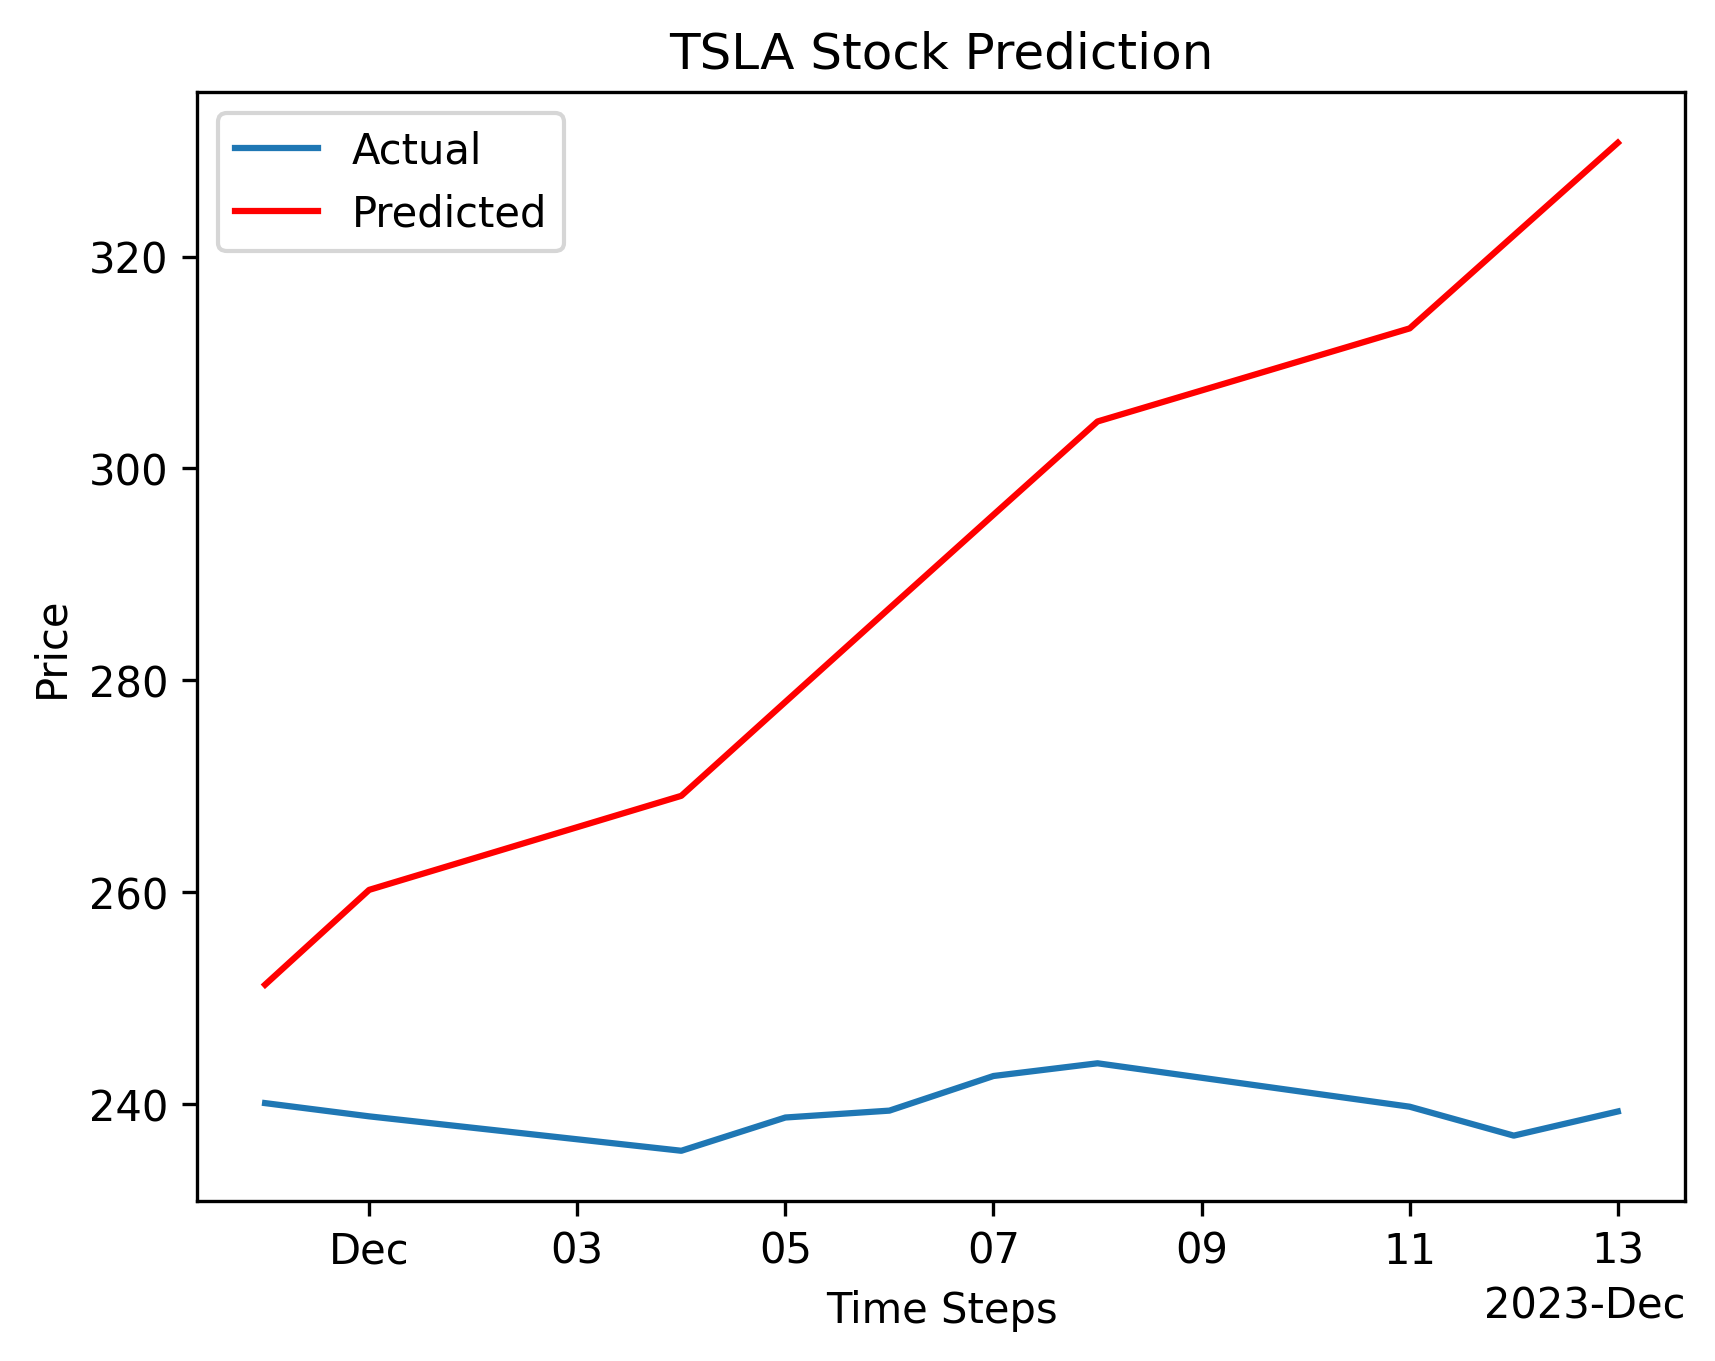 TSLA Stock Prediction
Actual
Predicted
320
300
280
260
240
Price
Dec 03 05 07 09 11 13
Time Steps
2023-Dec